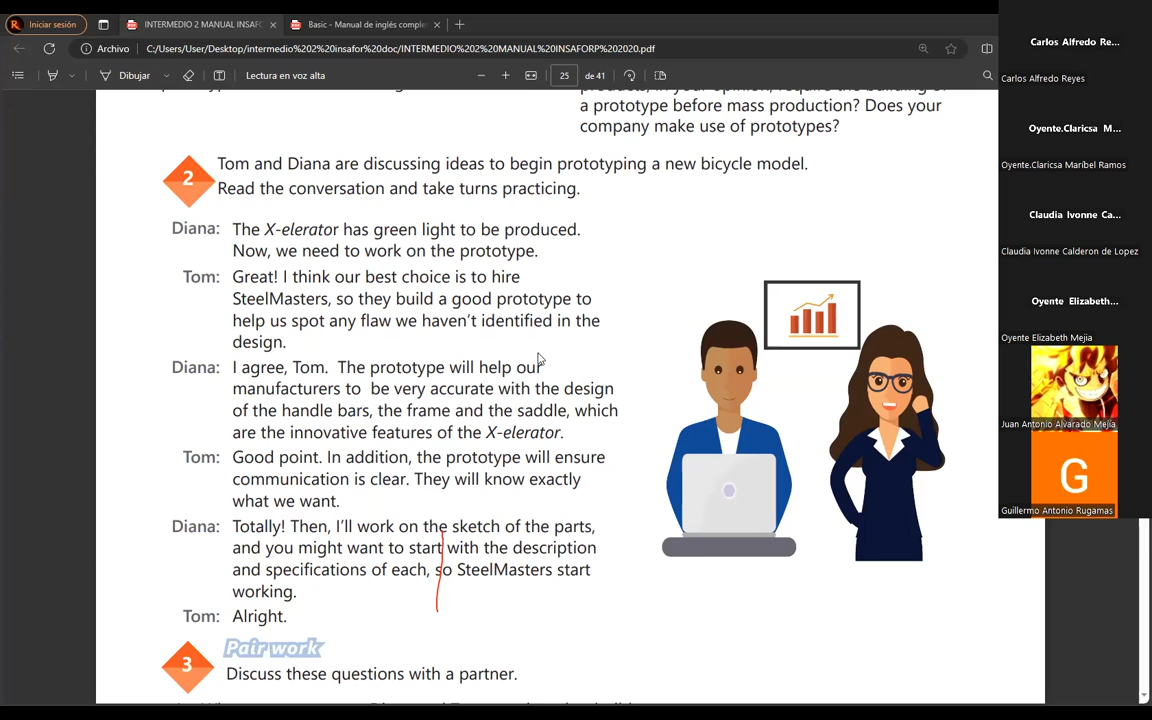 Iniciar sesión
INTERMEDIO 2 MANUAL INSAFO
Basic - Manual de inglés comple
Archivo
C:/Users/User/Desktop/intermedio%202%20insafor%20doc/INTERMEDIO%202%20MANUAL%20INSAFORP%202020.pdf
Dibujar
Lectura en voz alta
25
de 41
a prototype before mass production? Does your
company make use of prototypes?
2
Tom and Diana are discussing ideas to begin prototyping a new bicycle model.
Read the conversation and take turns practicing.
Diana: The X-elerator has green light to be produced.
Now, we need to work on the prototype.
Tom: Great! I think our best choice is to hire
SteelMasters, so they build a good prototype to
help us spot any flaw we haven't identified in the
design.
Diana: I agree, Tom. The prototype will help our
manufacturers to be very accurate with the design
of the handle bars, the frame and the saddle, which
are the innovative features of the X-elerator.
Tom: Good point. In addition, the prototype will ensure
communication is clear. They will know exactly
what we want.
Diana: Totally! Then, I'll work on the sketch of the parts,
and you might want to start with the description
and specifications of each, so SteelMasters start
working.
Tom: Alright.
3
Pair work
Discuss these questions with a partner.
Carlos Alfredo Re...
Carlos Alfredo Reyes
Oyente.Claricsa M...
Oyente.Claricsa Maribel Ramos
Claudia Ivonne Ca...
Claudia Ivonne Calderon de Lopez
Oyente Elizabeth...
Oyente Elizabeth Mejia
Juan Antonio Alvarado Mejía
G
Guillermo Antonio Rugamas